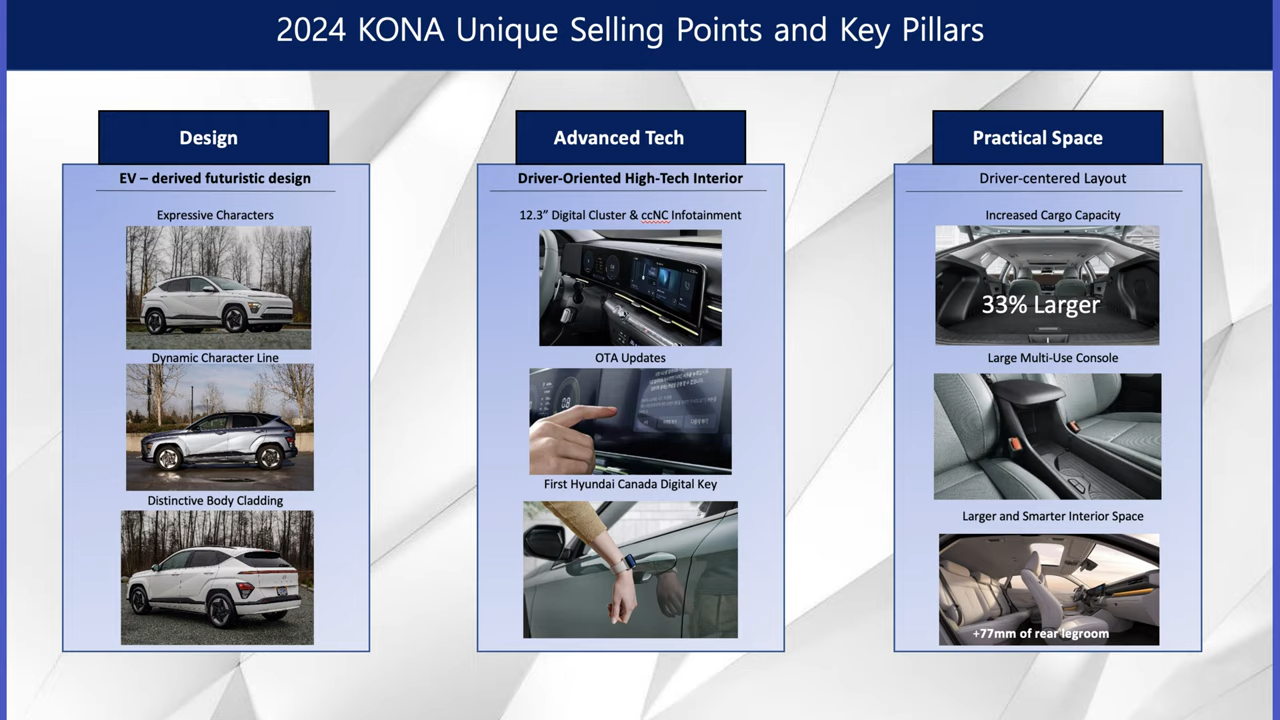 2024 KONA Unique Selling Points and Key Pillars
Design
EV – derived futuristic design
Expressive Characters
Dynamic Character Line
Distinctive Body Cladding
Advanced Tech
Driver-Oriented High-Tech Interior
12.3” Digital Cluster & ccNC Infotainment
OTA Updates
First Hyundai Canada Digital Key
Practical Space
Driver-centered Layout
Increased Cargo Capacity
33% Larger
Large Multi-Use Console
Larger and Smarter Interior Space
+77mm of rear legroom